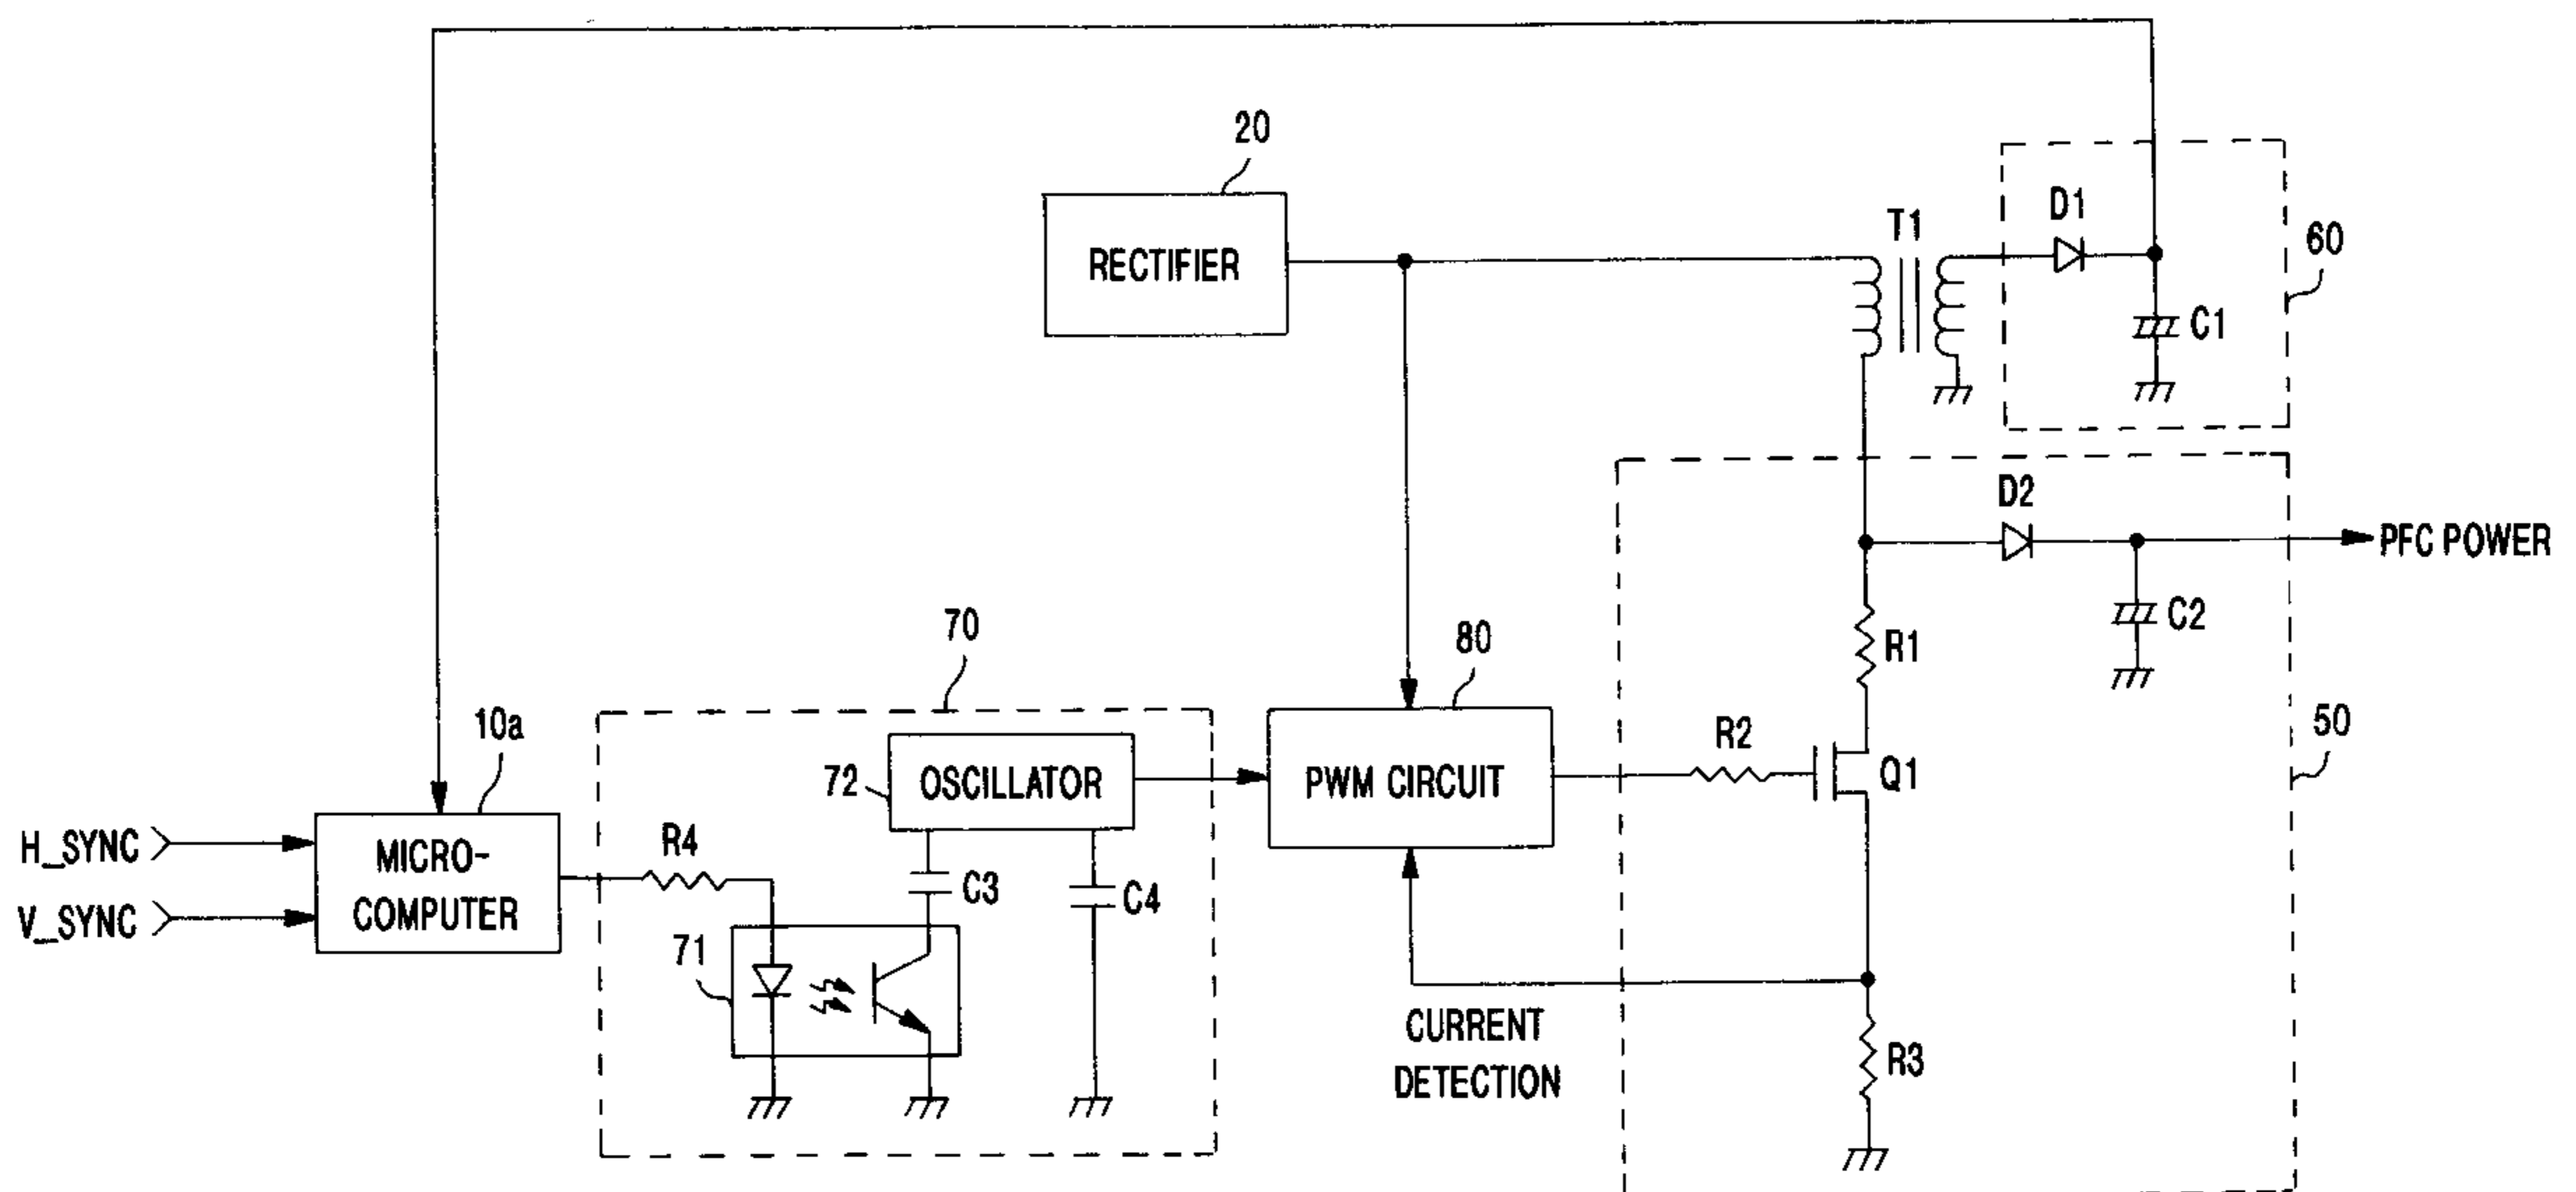 20
RECTIFIER
T1
D1
60
C1
D2
PFC POWER
C2
R1
50
70
80
10a
72
OSCILLATOR
PWM CIRCUIT
R2
Q1
H_SYNC
V_SYNC
MICRO-
COMPUTER
R4
C3
C4
71
CURRENT
DETECTION
R3